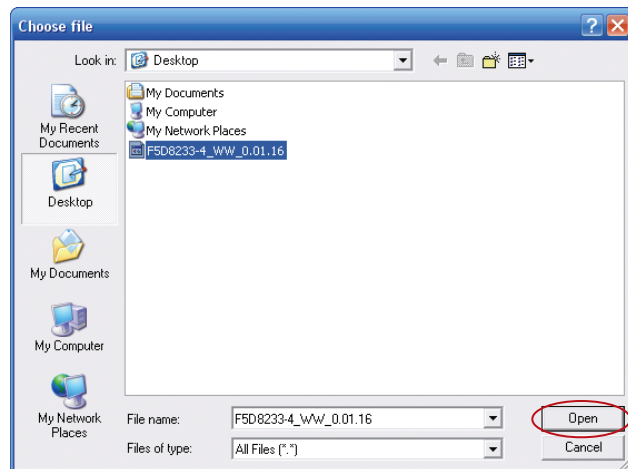 Choose file
Look in:
Desktop
My Recent
Documents
Desktop
My Documents
My Computer
My Network
Places
My Documents
My Computer
My Network Places
F5D8233-4_WW_0.01.16
File name:
F5D8233-4_WW_0.01.16
Open
Files of type:
All Files (*.*)
Cancel